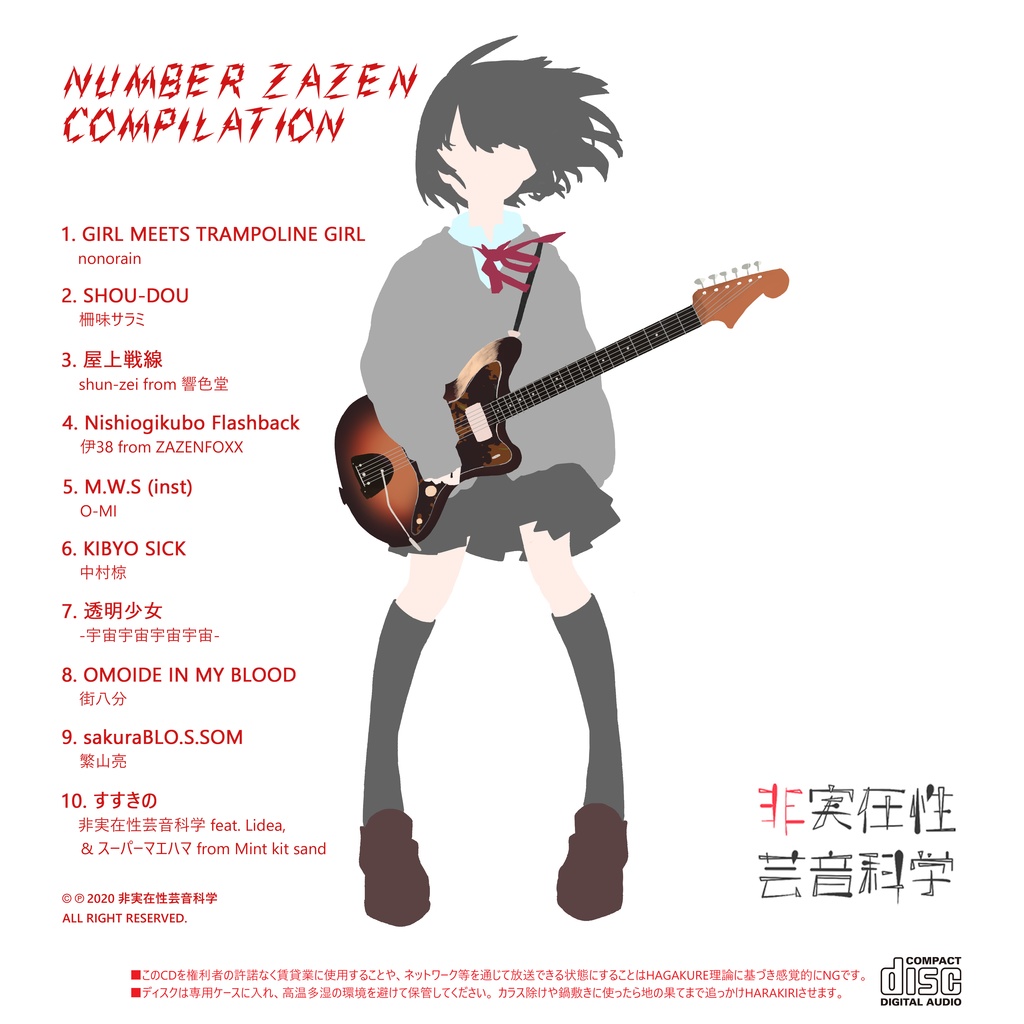 NUMBER ZAZEN
COMPILATION
1. GIRL MEETS TRAMPOLINE GIRL
nonorain
2. SHOU-DOU
柵味サラミ
3. 屋上戦線
shun-zei from 響色堂
4. Nishiogikubo Flashback
伊38 from ZAZENFOXX
5. M.W.S (inst)
O-MI
6. KIBYO SICK
中村椋
7. 透明少女
-宇宙宇宙宇宙宇宙-
8. OMOIDE IN MY BLOOD
街八分
9. sakuraBLO.S.SOM
繁山亮
10. すすきの
非実在性芸音科学 feat. Lidea,
& スーパーマエハマ from Mint kit sand
© ℗ 2020 非実在性芸音科学
ALL RIGHT RESERVED.
非実在性
芸音科学
■このCDを権利者の許諾なく賃貸業に使用することや、ネットワーク等を通じて放送できる状態にすることはHAGAKURE理論に基づき感覚的にNGです。
■ディスクは専用ケースに入れ、高温多湿の環境を避けて保管してください。カラス除けや鍋敷きに使ったら地の果てまで追っかけHARAKIRIさせます。
COMPACT
disc
DIGITAL AUDIO